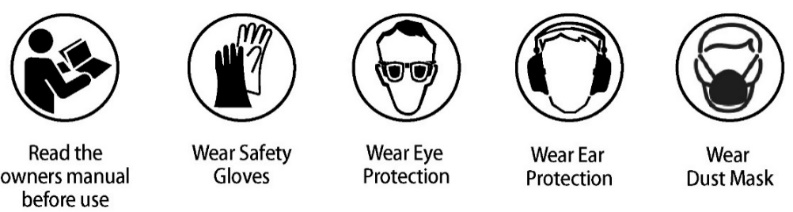 Read the
owners manual
before use
Wear Safety
Gloves
Wear Eye
Protection
Wear Ear
Protection
Wear
Dust Mask